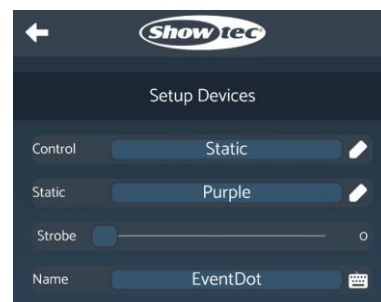 Showtec
Setup Devices
Control Static
Static Purple
Strobe 0
Name EventDot